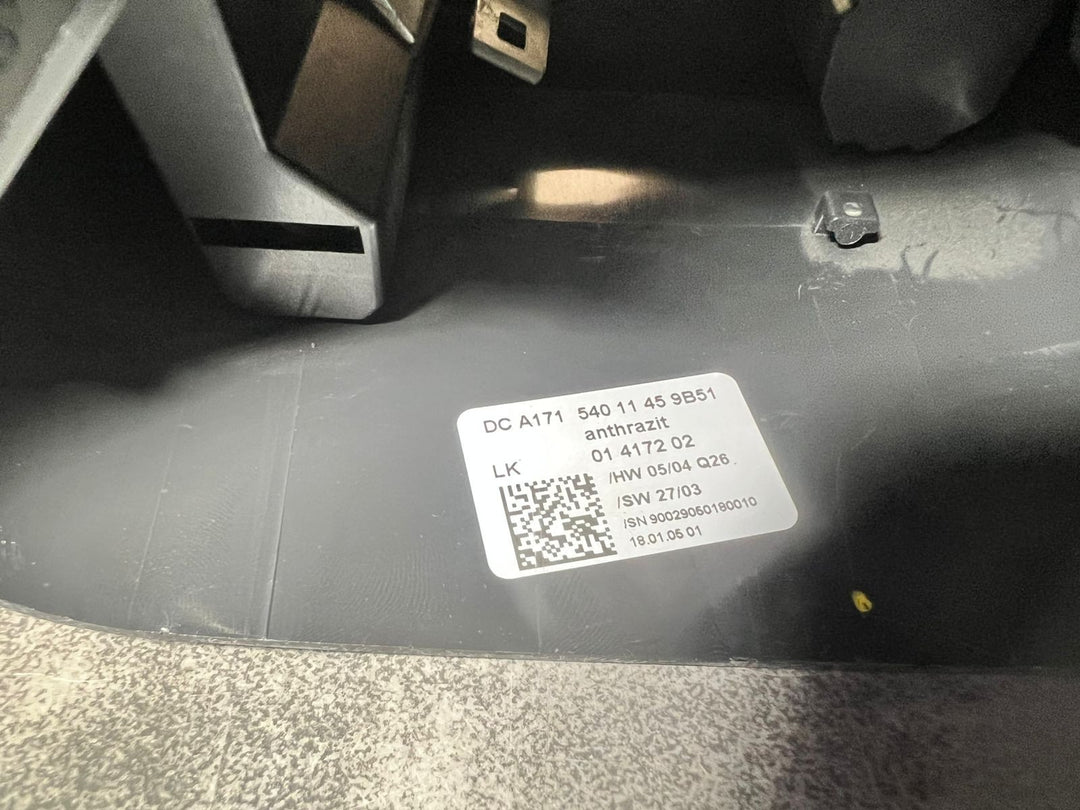 DC A171 540 11 45 9B51
anthrazit
01 4172 02
LK
/HW 05/04 Q26
/SW 27/03
/SN 90029050180010
18.01.05 01